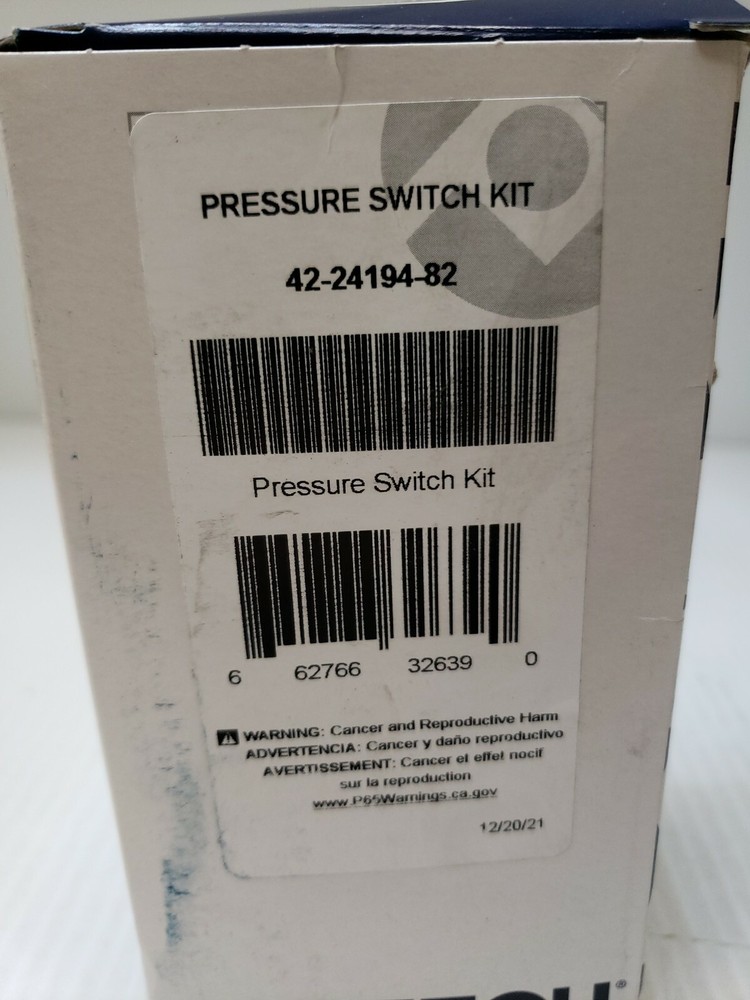 PRESSURE SWITCH KIT
42-24194-82
Pressure Switch Kit
6 62766 32639 0
WARNING: Cancer and Reproductive Harm
ADVERTENCIA: Cancer y daño reproductivo
AVERTISSEMENT: Cancer et effet nocif
sur la reproduction
www.P65Warnings.ca.gov
12/20/21